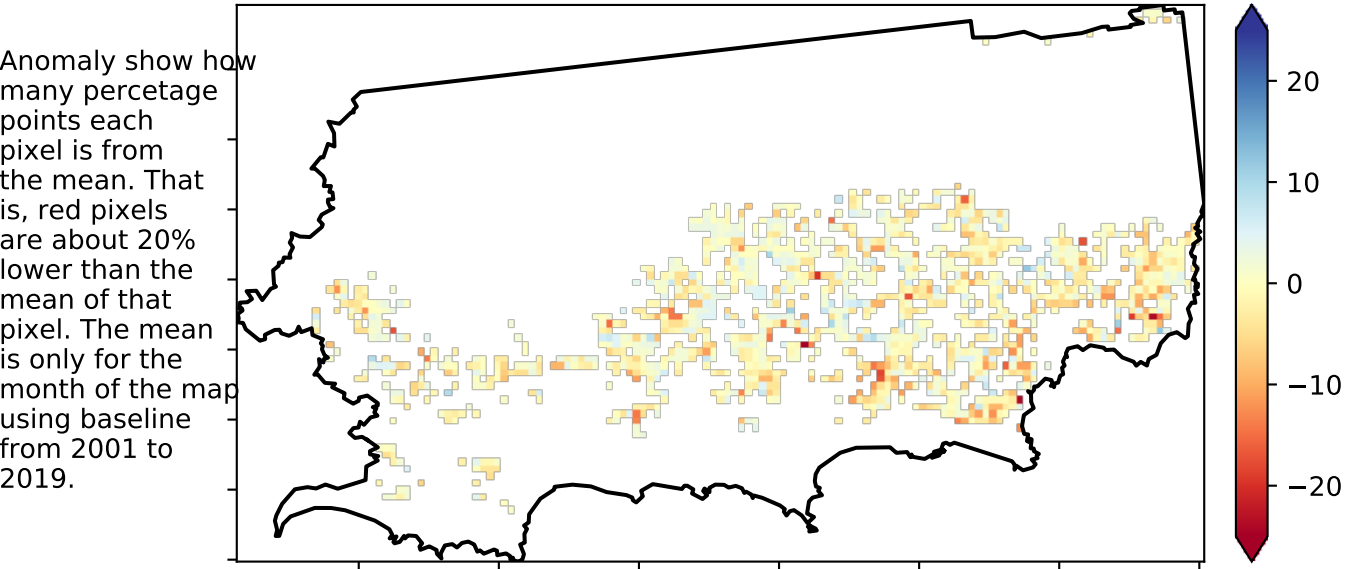 Anomaly show how
many percetage
points each
pixel is from
the mean. That
is, red pixels
are about 20%
lower than the
mean of that
pixel. The mean
is only for the
month of the map
using baseline
from 2001 to
2019.
20
10
0
−10
−20